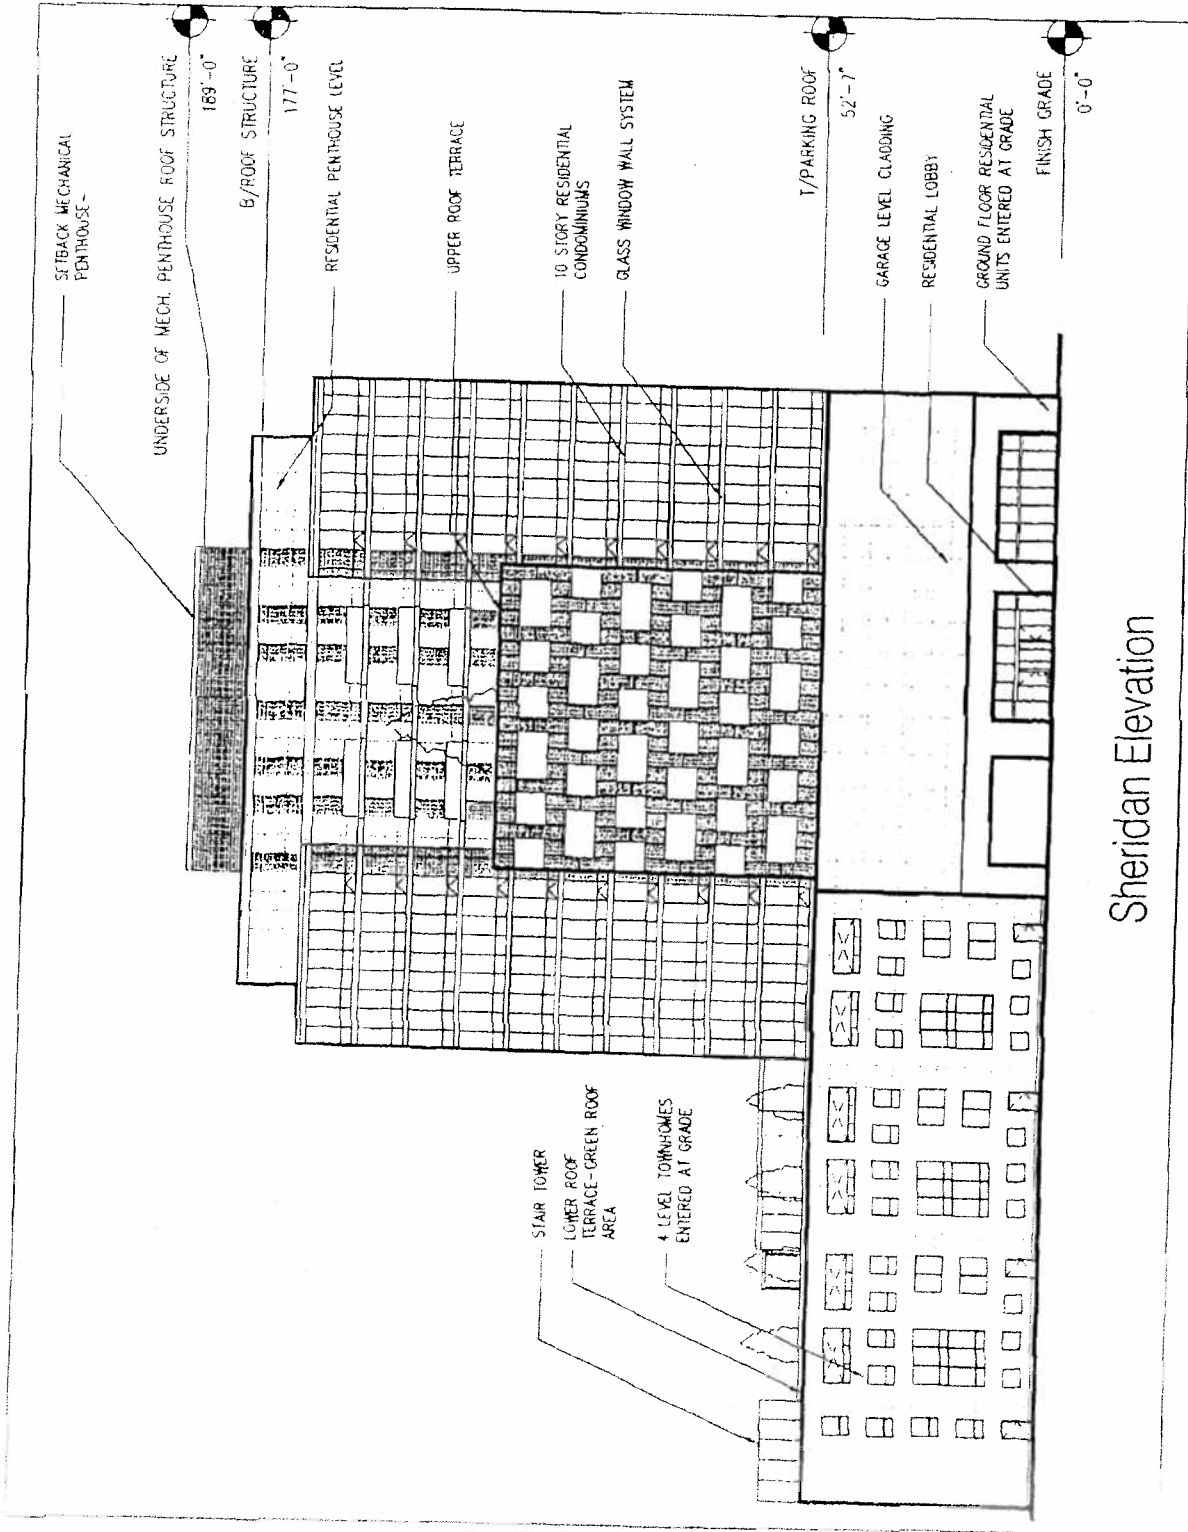 SETBACK MECHANICAL
PENTHOUSE-
UNDERSIDE OF MECH. PENTHOUSE ROOF STRUCTURE
189'-0"
B/ROOF STRUCTURE
177'-0"
RESIDENTIAL PENTHOUSE LEVEL
UPPER ROOF TERRACE
10 STORY RESIDENTIAL
CONDOMINIUMS
GLASS WINDOW WALL SYSTEM
T/PARKING ROOF
52'-7"
GARAGE LEVEL CLADDING
RESIDENTIAL LOBBY
GROUND FLOOR RESIDENTIAL
UNITS ENTERED AT GRADE
FINISH GRADE
0'-0"
STAIR TOWER
LOWER ROOF
TERRACE-GREEN ROOF
AREA
4 LEVEL TOWNHOMES
ENTERED AT GRADE
Sheridan Elevation